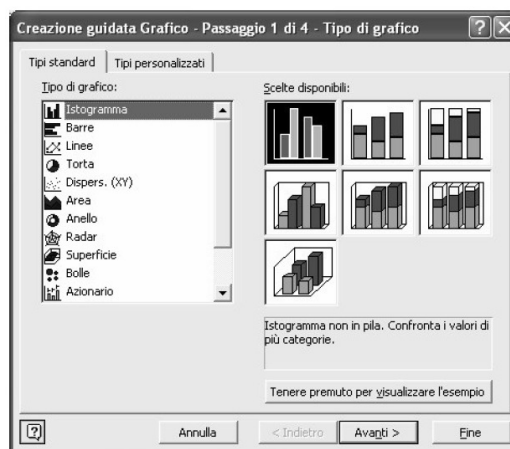 Creazione guidata Grafico - Passaggio 1 di 4 - Tipo di grafico
Tipi standard
Tipi personalizzati
Tipo di grafico:
Istogramma
Barre
Linee
Torta
Dispers. (XY)
Area
Anello
Radar
Superficie
Bolle
Azionario
Scelte disponibili:
Istogramma non in pila. Confronta i valori di
più categorie.
Tenere premuto per visualizzare l'esempio
Annulla
< Indietro
Avanti >
Fine